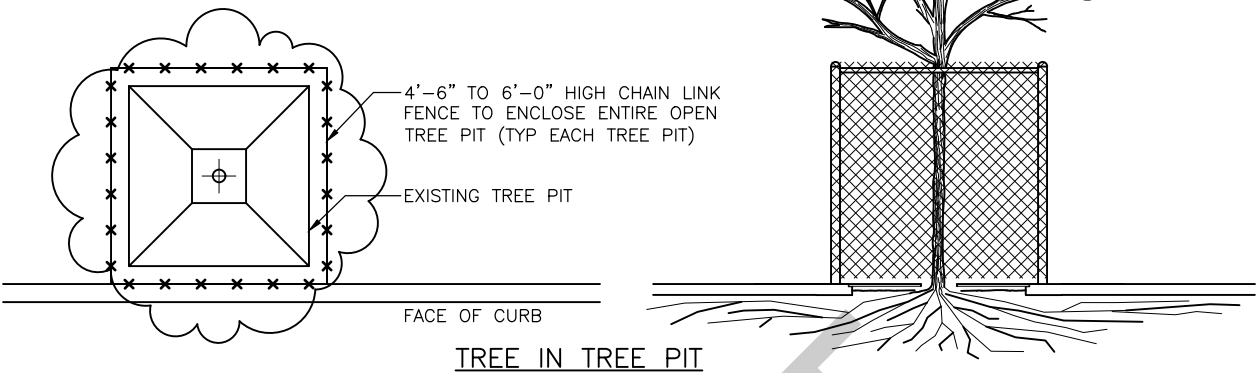 4'-6" TO 6'-0" HIGH CHAIN LINK
FENCE TO ENCLOSE ENTIRE OPEN
TREE PIT (TYP EACH TREE PIT)
EXISTING TREE PIT
FACE OF CURB
TREE IN TREE PIT